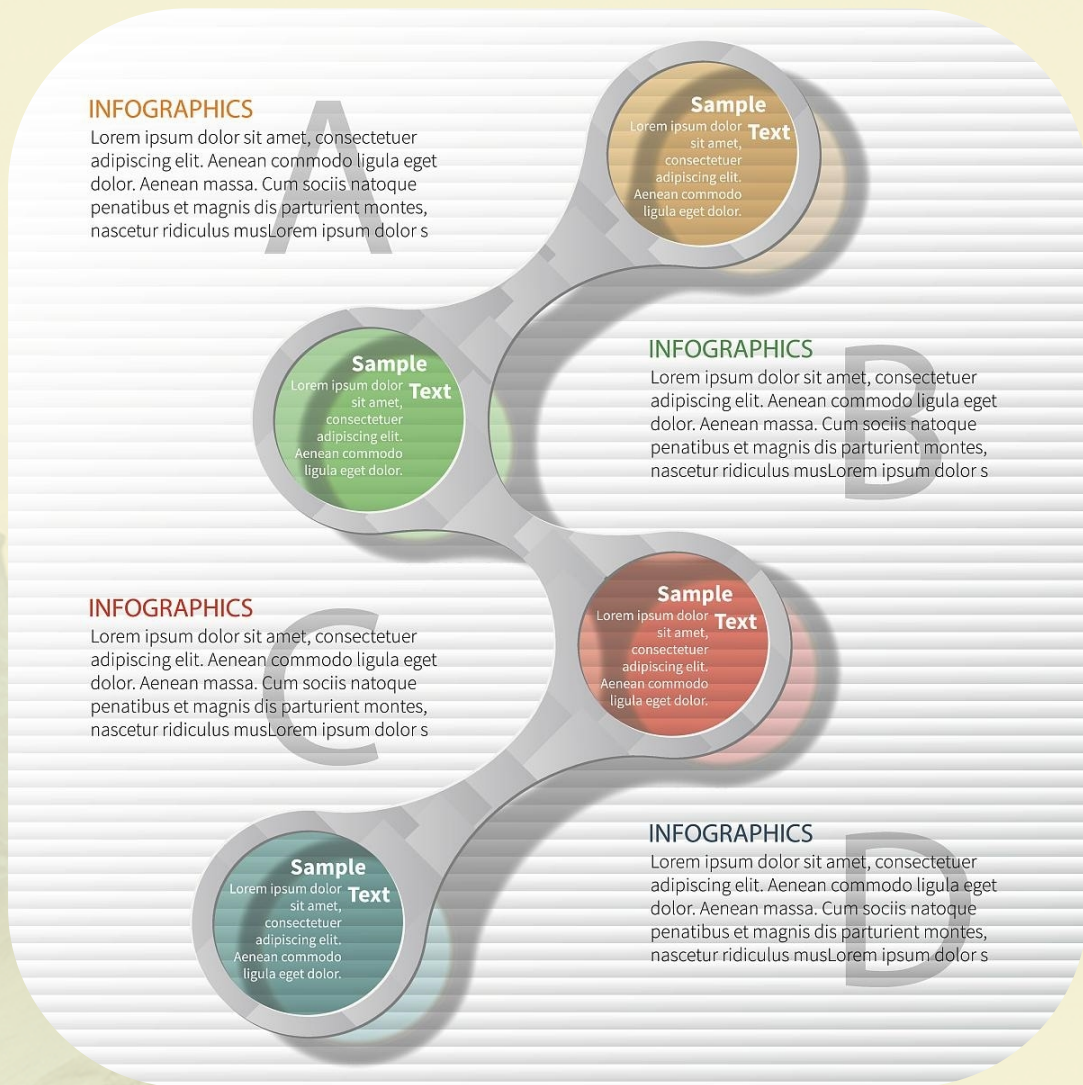 INFOGRAPHICS
A
Lorem ipsum dolor sit amet, consectetuer
adipiscing elit. Aenean commodo ligula eget
dolor. Aenean massa. Cum sociis natoque
penatibus et magnis dis parturient montes,
nascetur ridiculus musLorem ipsum dolor s
Sample
Text
Lorem ipsum dolor
sit amet,
consectetuer
adipiscing elit.
Aenean commodo
ligula eget dolor.
Sample
Text
Lorem ipsum dolor
sit amet,
consectetuer
adipiscing elit.
Aenean commodo
ligula eget dolor.
INFOGRAPHICS
B
Lorem ipsum dolor sit amet, consectetuer
adipiscing elit. Aenean commodo ligula eget
dolor. Aenean massa. Cum sociis natoque
penatibus et magnis dis parturient montes,
nascetur ridiculus musLorem ipsum dolor s
INFOGRAPHICS
C
Lorem ipsum dolor sit amet, consectetuer
adipiscing elit. Aenean commodo ligula eget
dolor. Aenean massa. Cum sociis natoque
penatibus et magnis dis parturient montes,
nascetur ridiculus musLorem ipsum dolor s
Sample
Text
Lorem ipsum dolor
sit amet,
consectetuer
adipiscing elit.
Aenean commodo
ligula eget dolor.
Sample
Text
Lorem ipsum dolor
sit amet,
consectetuer
adipiscing elit.
Aenean commodo
ligula eget dolor.
INFOGRAPHICS
D
Lorem ipsum dolor sit amet, consectetuer
adipiscing elit. Aenean commodo ligula eget
dolor. Aenean massa. Cum sociis natoque
penatibus et magnis dis parturient montes,
nascetur ridiculus musLorem ipsum dolor s